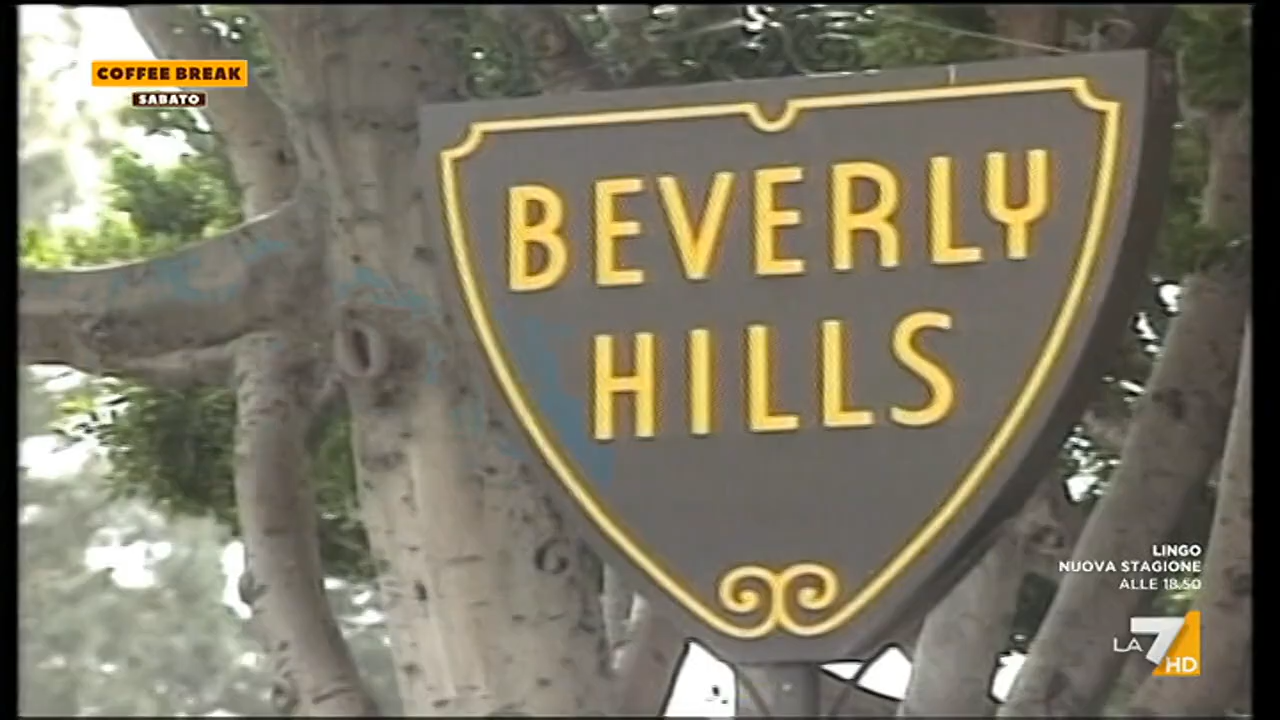 COFFEE BREAK
SABATO
BEVERLY
HILLS
LINGO
NUOVA STAGIONE
ALLE 18.50
LA7
HD